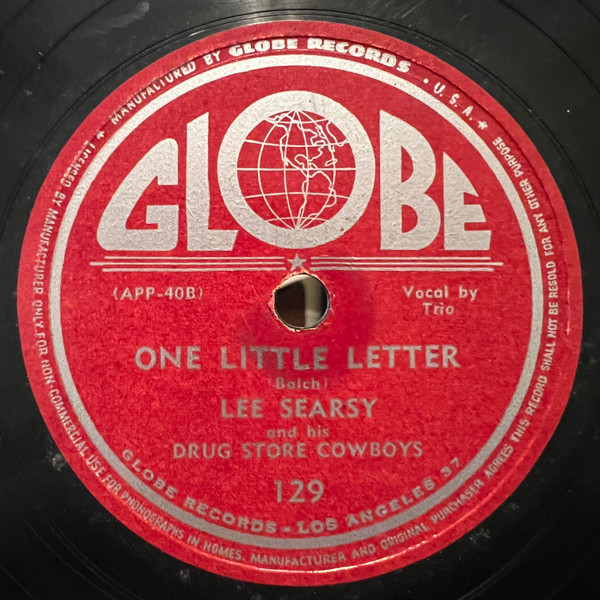 MANUFACTURED BY GLOBE RECORDS • U.S.A. ★
GLOBE
(APP-40B)
Vocal by
Trio
ONE LITTLE LETTER
(Bolch)
LEE SEARSY
and his
DRUG STORE COWBOYS
129
GLOBE RECORDS - LOS ANGELES 37
LICENSED BY MANUFACTURER ONLY FOR NON-COMMERCIAL USE FOR PHONOGRAPHS IN HOMES. MANUFACTURER AND ORIGINAL PURCHASER AGREES THIS RECORD SHALL NOT BE RESOLD FOR ANY OTHER PURPOSE